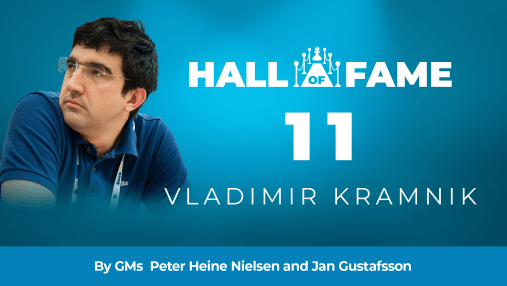 HALL OF FAME
11
VLADIMIR KRAMNIK
By GMs Peter Heine Nielsen and Jan Gustafsson